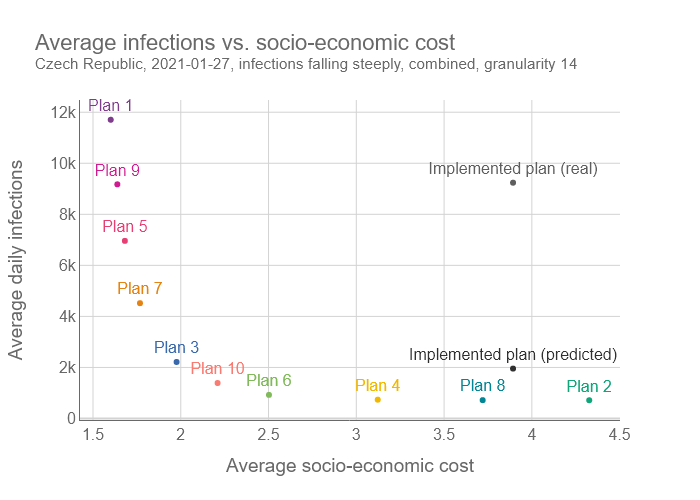 Average infections vs. socio-economic cost
Czech Republic, 2021-01-27, infections falling steeply, combined, granularity 14
12k
Plan 1
10k
Plan 9
Implemented plan (real)
8k
Plan 5
6k
Plan 7
4k
Plan 3
Implemented plan (predicted)
2k
Plan 10
Plan 6
Plan 4
Plan 8
Plan 2
0
1.5
2
2.5
3
3.5
4
4.5
Average daily infections
Average socio-economic cost